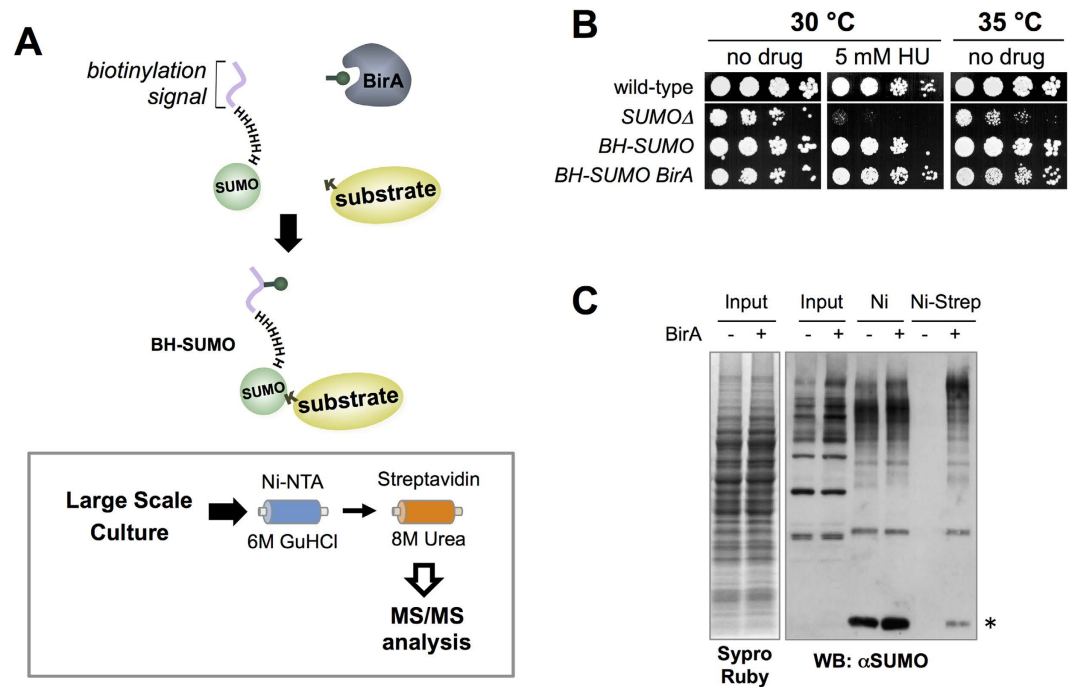 A
biotinylation
signal
BirA
HHHHHH
SUMO
K
substrate
HHHHHH
BH-SUMO
SUMO
K
substrate
Large Scale
Culture
Ni-NTA
6M GuHCl
Streptavidin
8M Urea
MS/MS
analysis
B
30 °C
35 °C
no drug
5 mM HU
no drug
wild-type
SUMOΔ
BH-SUMO
BH-SUMO BirA
C
Input
Input
Ni
Ni-Strep
BirA
- +
- +
- +
- +
*
Sypro
Ruby
WB: αSUMO